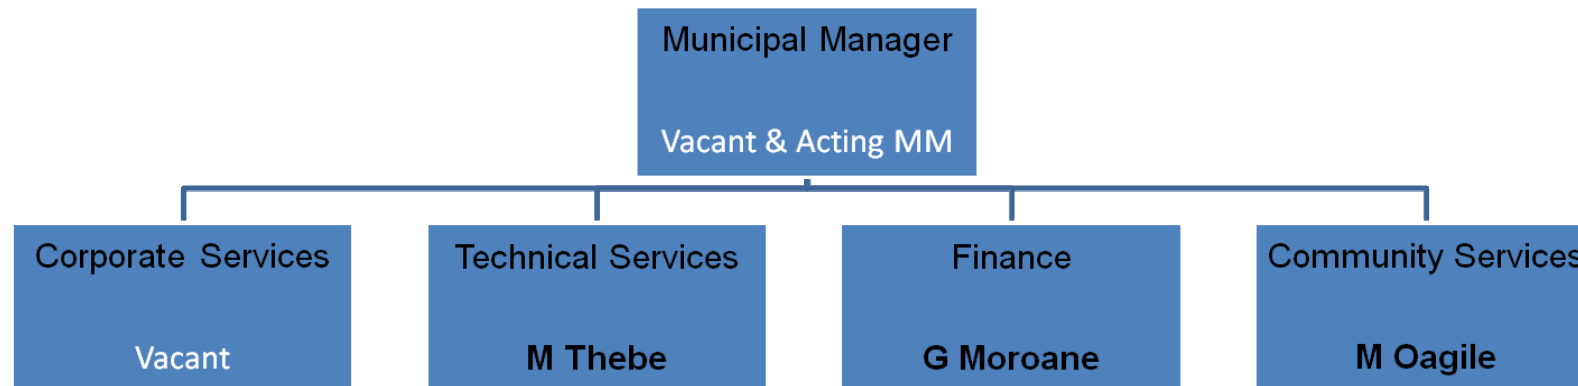 Municipal Manager
Vacant & Acting MM
Corporate Services
Vacant
Technical Services
M Thebe
Finance
G Moroane
Community Services
M Oagile